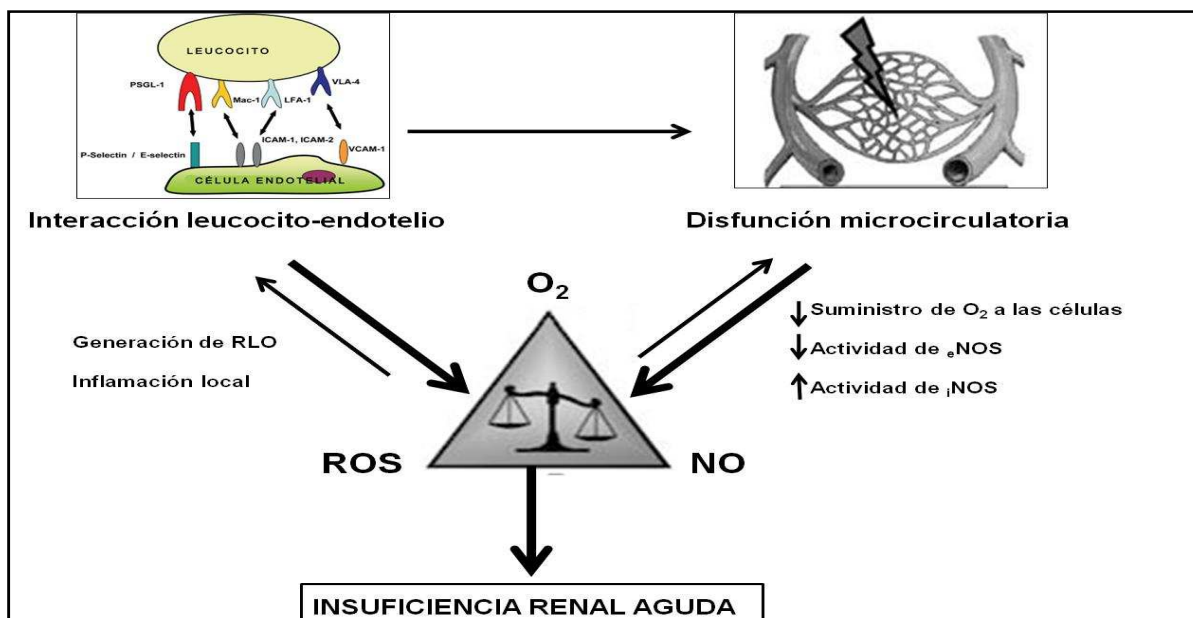 LEUCOCITO
PSGL-1
VLA-4
Mac-1
LFA-1
ICAM-1, ICAM-2
P-Selectin / E-selectin
VCAM-1
CÉLULA ENDOTELIAL
Interacción leucocito-endotelio
Disfunción microcirculatoria
O₂
Generación de RLO
Inflamación local
↓ Suministro de O₂ a las células
↓ Actividad de ₑNOS
↑ Actividad de ᵢNOS
ROS
NO
INSUFICIENCIA RENAL AGUDA